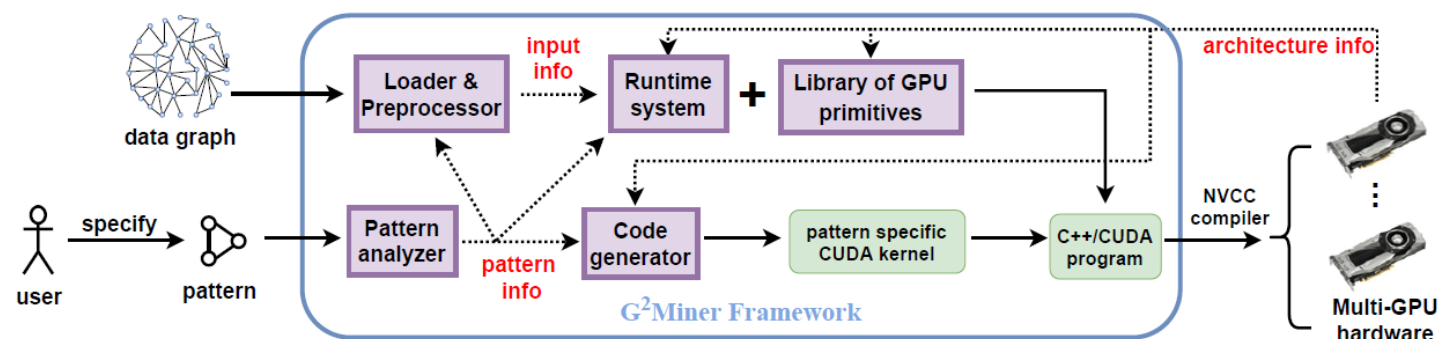 data graph
Loader &
Preprocessor
input
info
Runtime
system
+
Library of GPU
primitives
architecture info
user
specify
pattern
Pattern
analyzer
pattern
info
Code
generator
pattern specific
CUDA kernel
C++/CUDA
program
NVCC
compiler
Multi-GPU
hardware
G²Miner Framework